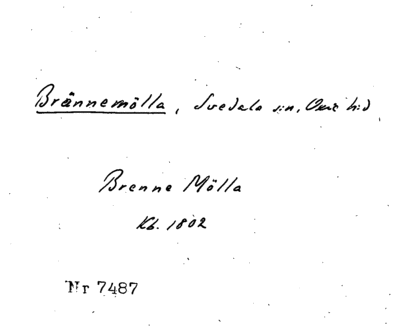 Brännemölla, Svedala sn, Oxie hd
Brenne Mölla
Kb. 1802
Nr 7487